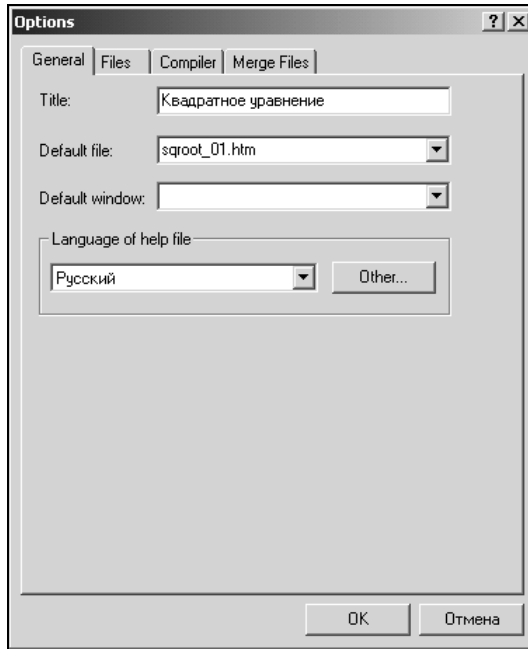 Options
General Files Compiler Merge Files
Title: Квадратное уравнение
Default file: sqroot_01.htm
Default window:
Language of help file
Русский Other...
OK Отмена